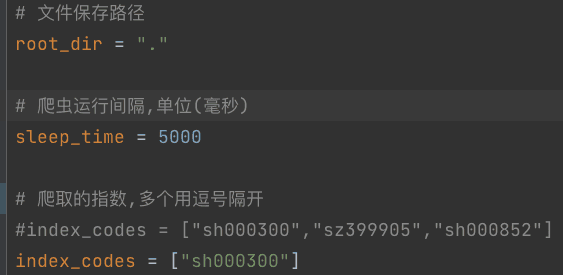 # 文件保存路径
root_dir = "."
# 爬虫运行间隔,单位(毫秒)
sleep_time = 5000
# 爬取的指数,多个用逗号隔开
#index_codes = ["sh000300","sz399905","sh000852"]
index_codes = ["sh000300"]